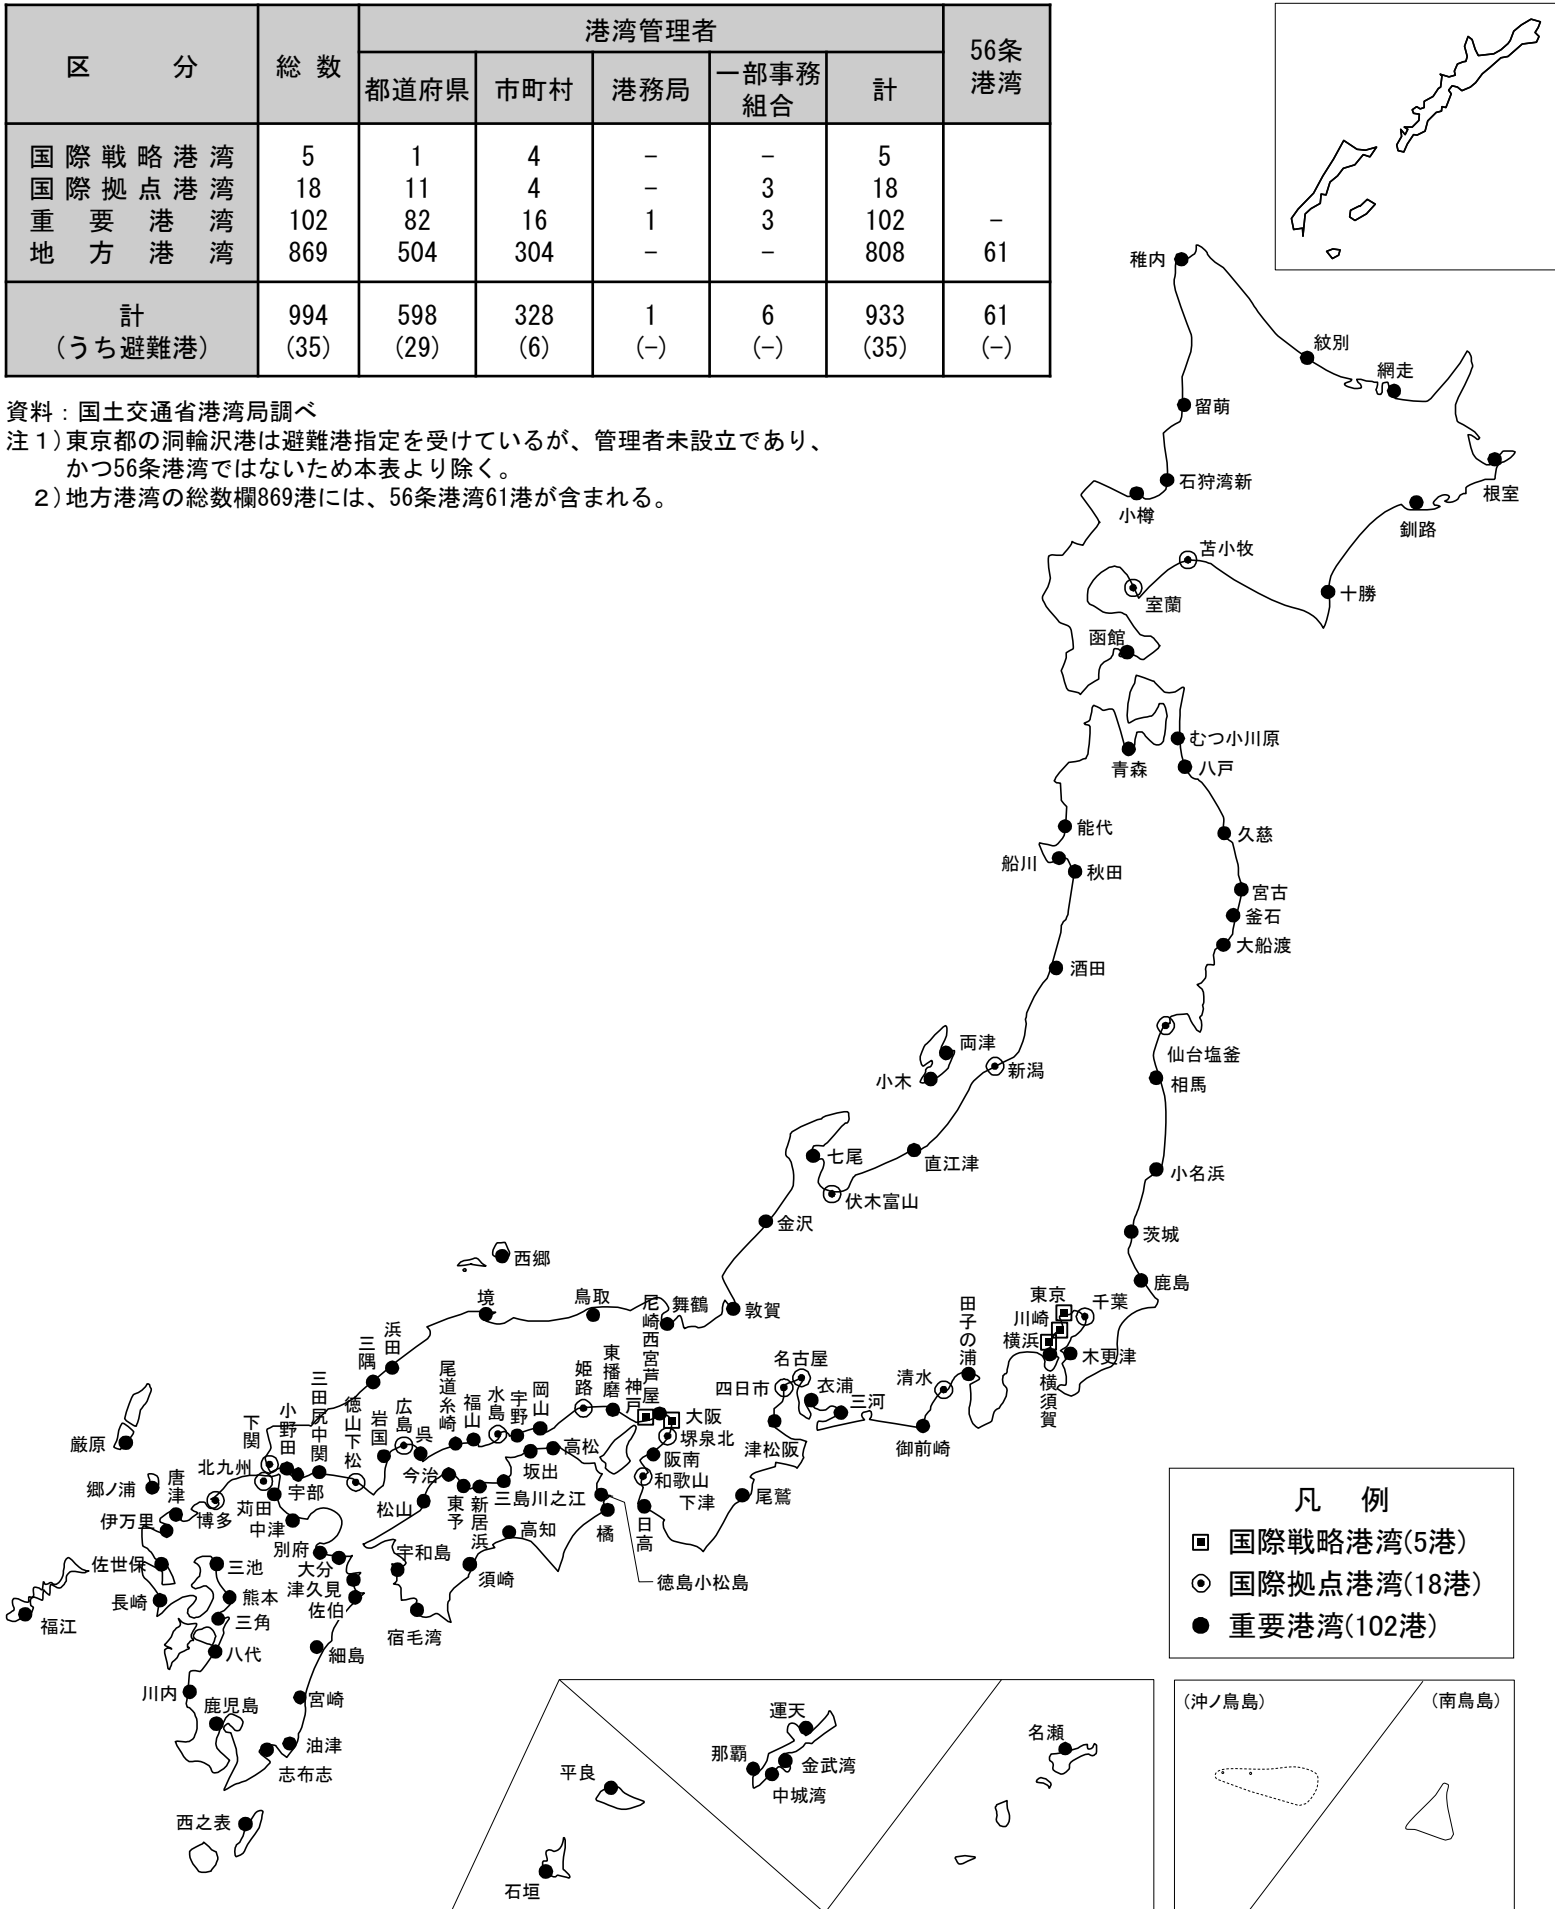 区　分 総数 港湾管理者 56条港湾
都道府県 市町村 港務局 一部事務組合 計
国際戦略港湾 5 1 4 － － 5
国際拠点港湾 18 11 4 － 3 18
重要港湾 102 82 16 1 3 102 －
地方港湾 869 504 304 － － 808 61
計 994 598 328 1 6 933 61
(うち避難港) (35) (29) (6) (－) (－) (35) (－)
資料：国土交通省港湾局調べ
注１)東京都の洞輪沢港は避難港指定を受けているが、管理者未設立であり、
かつ56条港湾ではないため本表より除く。
２)地方港湾の総数欄869港には、56条港湾61港が含まれる。
稚内
紋別
網走
留萌
根室
石狩湾新
小樽
釧路
苫小牧
十勝
室蘭
函館
むつ小川原
青森
八戸
能代
久慈
船川
秋田
宮古
釜石
大船渡
酒田
仙台塩釜
両津
新潟
小木
相馬
七尾
直江津
小名浜
伏木富山
金沢
茨城
西郷
鹿島
境
鳥取
舞鶴
敦賀
東京
千葉
川崎
横浜
木更津
横須賀
田子の浦
清水
御前崎
名古屋
四日市
衣浦
三河
津松阪
尾鷲
尼崎西宮芦屋
神戸
大阪
堺泉北
阪南
和歌山
下津
日高
東播磨
姫路
岡山
宇野
水島
福山
尾道糸崎
呉
広島
岩国
徳山下松
三田尻中関
宇部
小野田
下関
浜田
三隅
高松
坂出
三島川之江
新居浜
東予
今治
松山
宇和島
宿毛湾
須崎
高知
橘
徳島小松島
厳原
郷ノ浦
北九州
苅田
中津
博多
唐津
伊万里
佐世保
長崎
福江
別府
大分
津久見
佐伯
三池
熊本
三角
八代
細島
宮崎
川内
鹿児島
油津
志布志
西之表
凡　例
国際戦略港湾(5港)
国際拠点港湾(18港)
重要港湾(102港)
運天
那覇
金武湾
中城湾
平良
石垣
名瀬
(沖ノ鳥島)
(南鳥島)